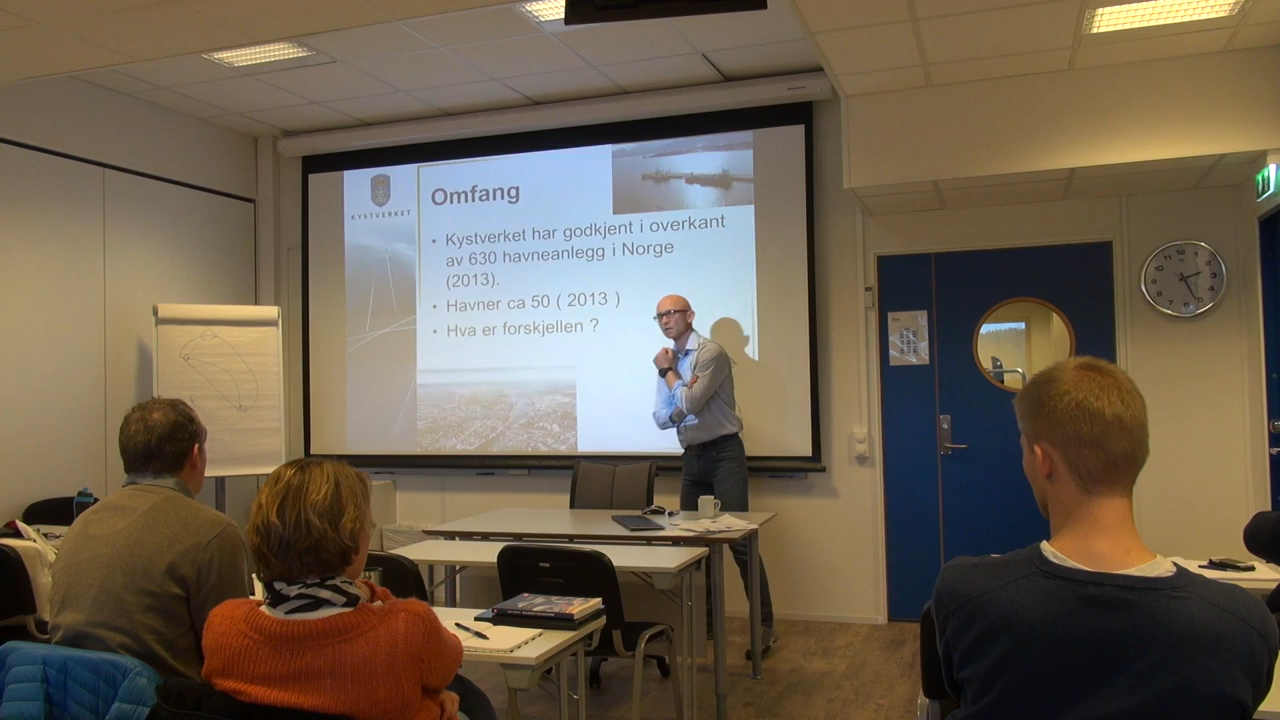 KYSTVERKET
Omfang
• Kystverket har godkjent i overkant
av 630 havneanlegg i Norge
(2013).
• Havner ca 50 ( 2013 )
• Hva er forskjellen ?